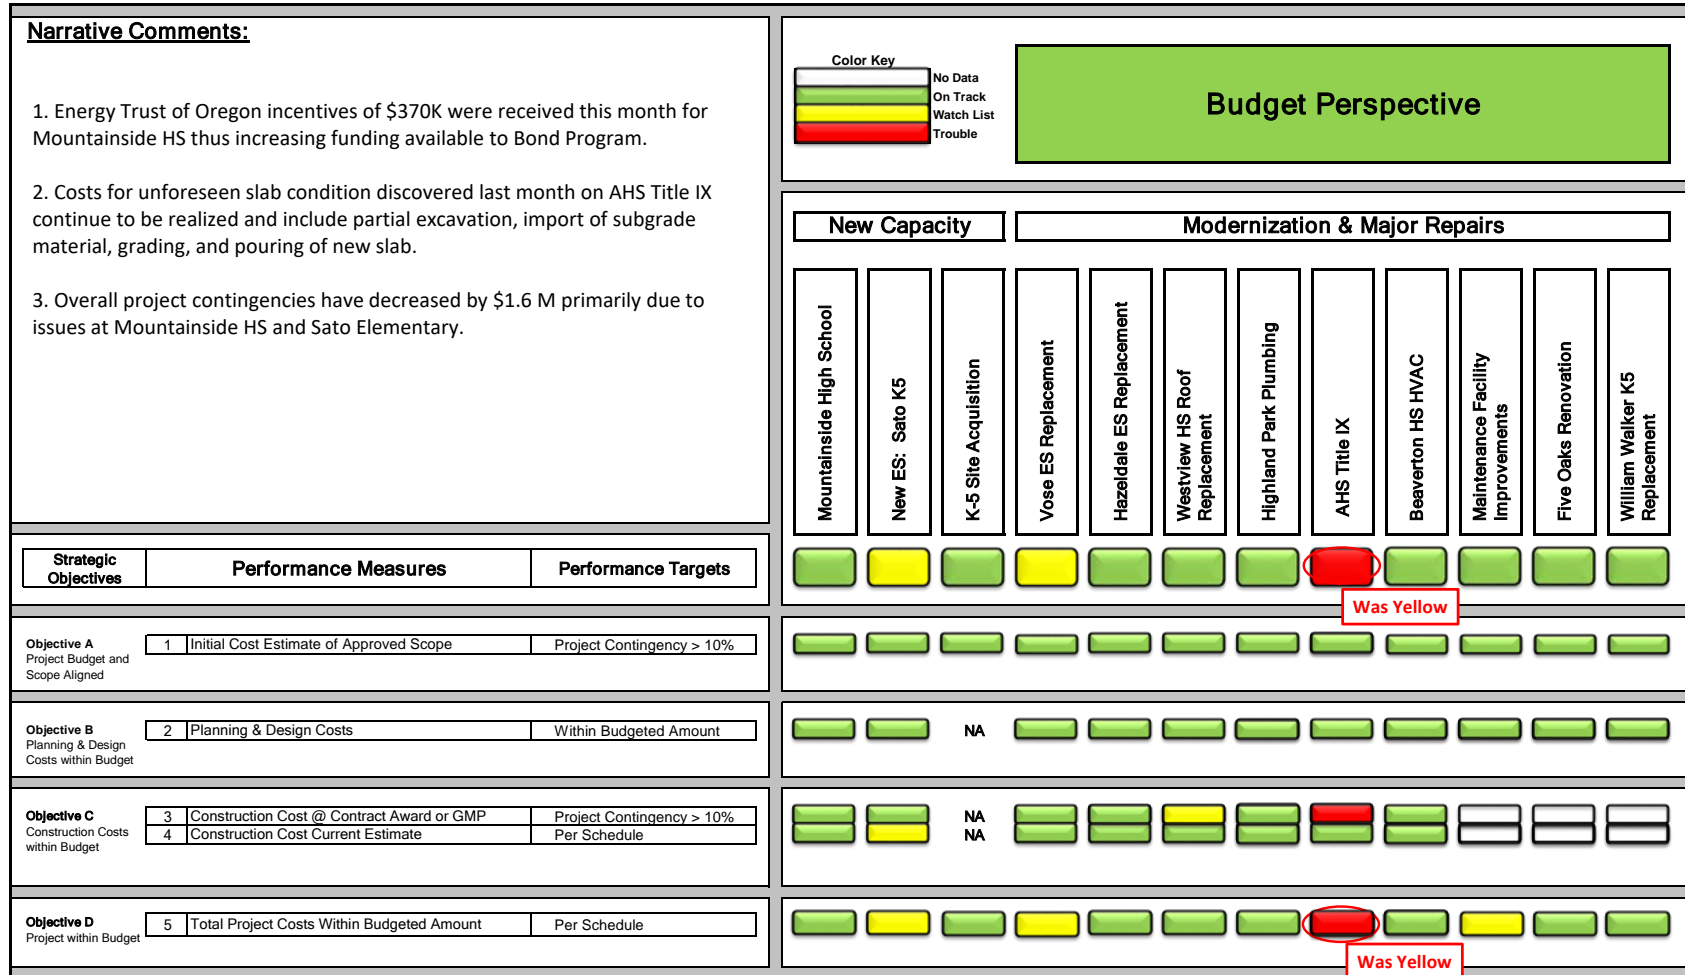 Narrative Comments:
1. Energy Trust of Oregon incentives of $370K were received this month for
Mountainside HS thus increasing funding available to Bond Program.
2. Costs for unforeseen slab condition discovered last month on AHS Title IX
continue to be realized and include partial excavation, import of subgrade
material, grading, and pouring of new slab.
3. Overall project contingencies have decreased by $1.6 M primarily due to
issues at Mountainside HS and Sato Elementary.
Color Key
No Data
On Track
Watch List
Trouble
Budget Perspective
New Capacity
Modernization & Major Repairs
Mountainside High School
New ES:  Sato K5
K-5 Site Acquisition
Vose ES Replacement
Hazeldale ES Replacement
Westview HS Roof
Replacement
Highland Park Plumbing
AHS Title IX
Beaverton HS HVAC
Maintenance Facility
Improvements
Five Oaks Renovation
William Walker K5
Replacement
Strategic
Objectives
Performance Measures
Performance Targets
Was Yellow
Objective A
Project Budget and
Scope Aligned
1 Initial Cost Estimate of Approved Scope Project Contingency > 10%
Objective B
Planning & Design
Costs within Budget
2 Planning & Design Costs Within Budgeted Amount
NA
Objective C
Construction Costs
within Budget
3 Construction Cost @ Contract Award or GMP Project Contingency > 10%
NA
4 Construction Cost Current Estimate Per Schedule
NA
Objective D
Project within Budget
5 Total Project Costs Within Budgeted Amount Per Schedule
Was Yellow